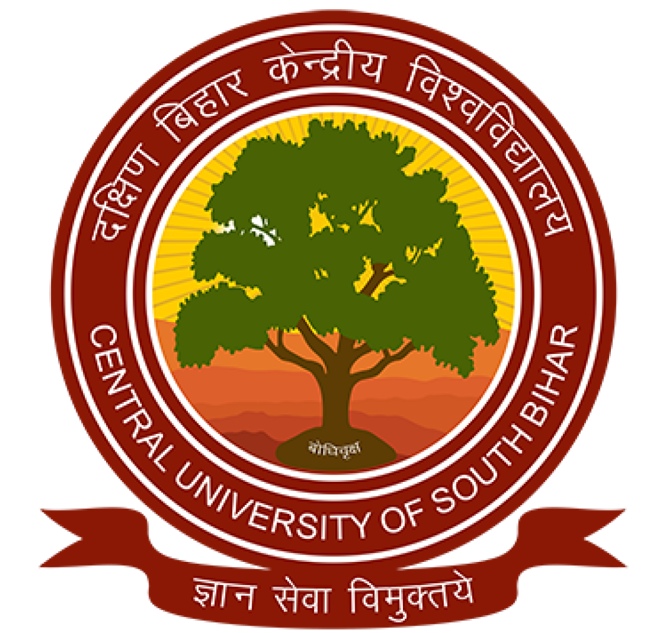 दक्षिण बिहार केन्द्रीय विश्वविद्यालय
CENTRAL UNIVERSITY OF SOUTH BIHAR
बोधिवृक्ष
ज्ञान सेवा विमुक्तये